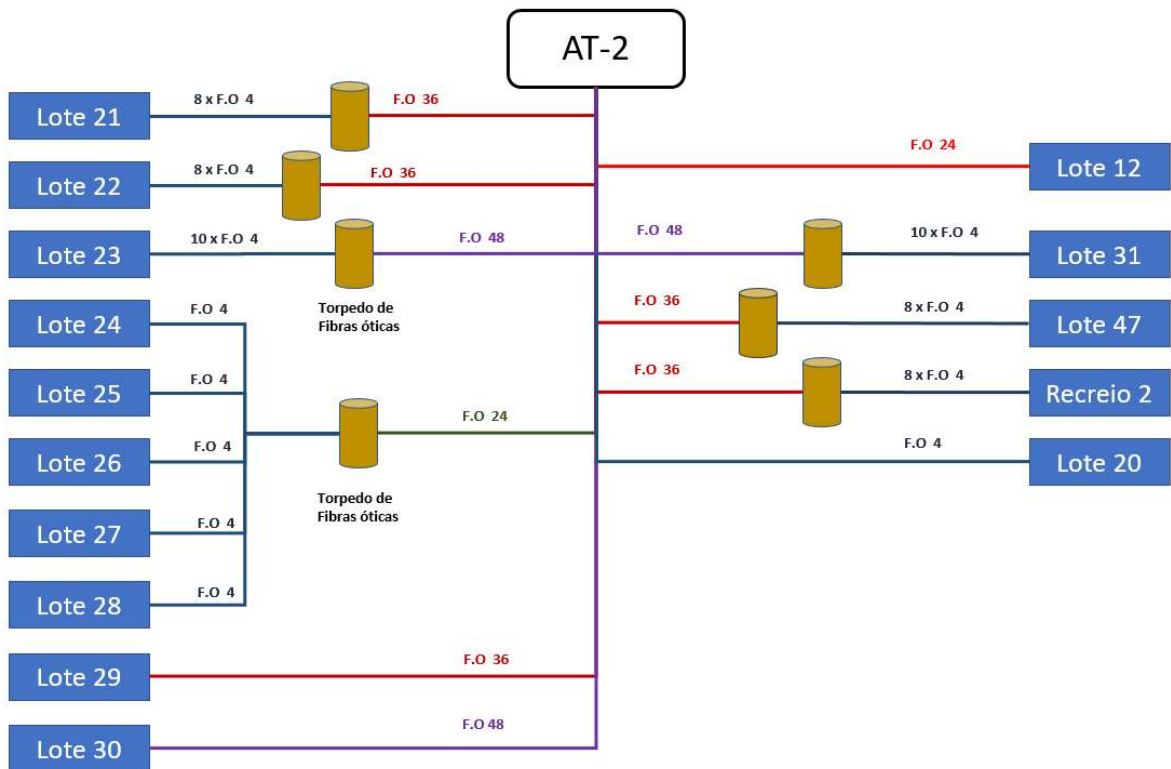 AT-2
8 x F.O 4
F.O 36
Lote 21
F.O 24
Lote 12
8 x F.O 4
F.O 36
Lote 22
10 x F.O 4
F.O 48
F.O 48
10 x F.O 4
Lote 23
Lote 31
Torpedo de
Fibras óticas
F.O 4
Lote 24
F.O 36
8 x F.O 4
Lote 47
F.O 4
Lote 25
F.O 36
8 x F.O 4
Recreio 2
F.O 24
F.O 4
Lote 26
F.O 4
Lote 20
Torpedo de
Fibras óticas
F.O 4
Lote 27
F.O 4
Lote 28
F.O 36
Lote 29
F.O 48
Lote 30